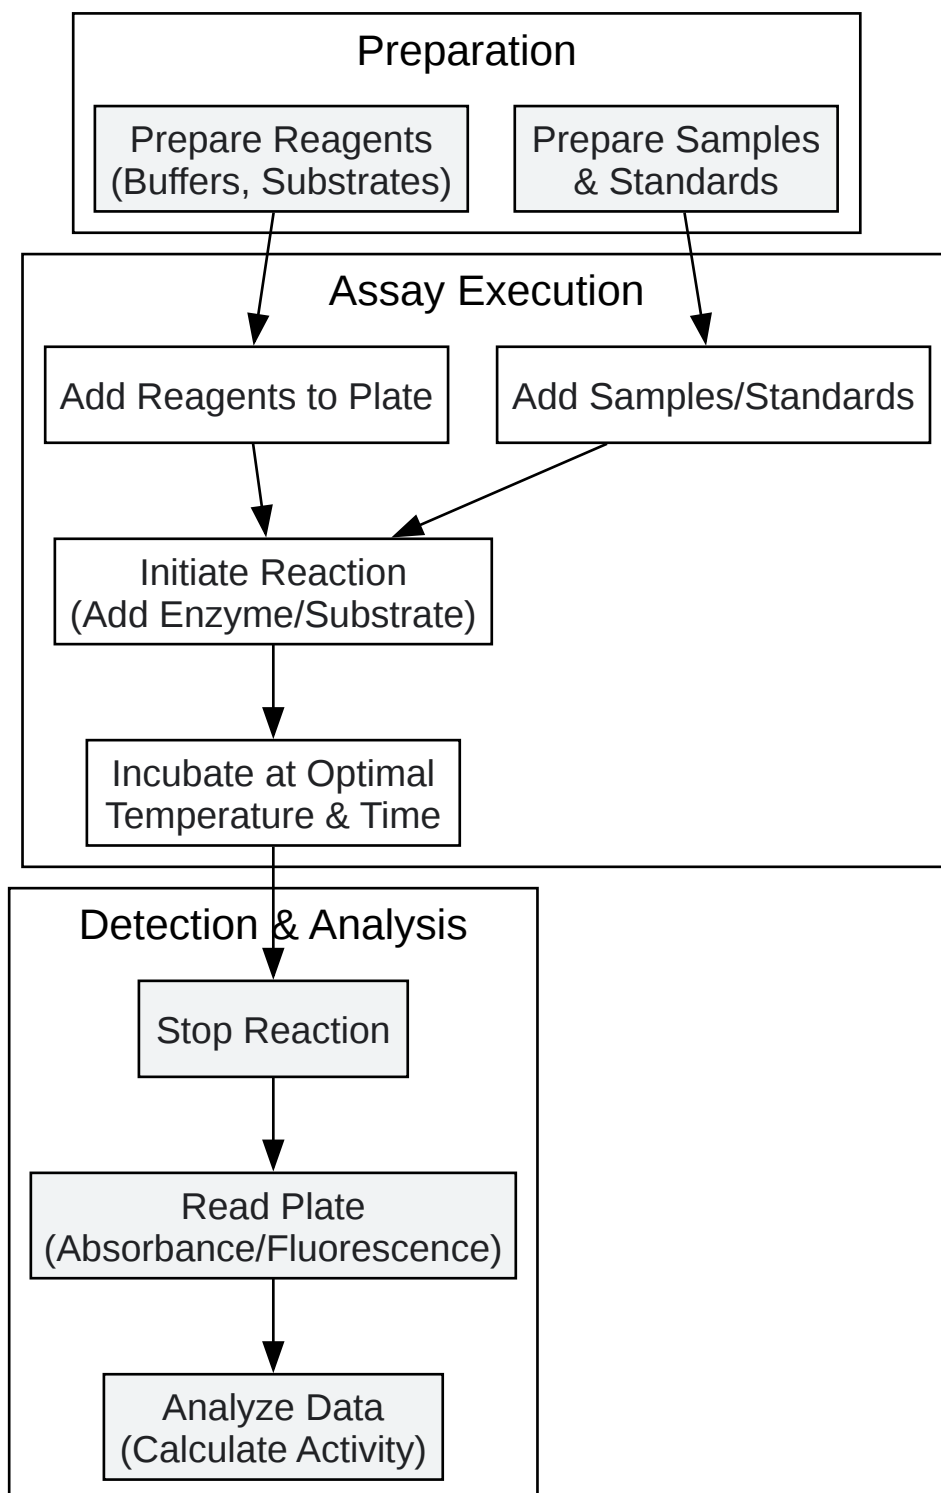 Preparation
Prepare Reagents
(Buffers, Substrates)
Prepare Samples
& Standards
Assay Execution
Add Reagents to Plate
Add Samples/Standards
Initiate Reaction
(Add Enzyme/Substrate)
Incubate at Optimal
Temperature & Time
Detection & Analysis
Stop Reaction
Read Plate
(Absorbance/Fluorescence)
Analyze Data
(Calculate Activity)